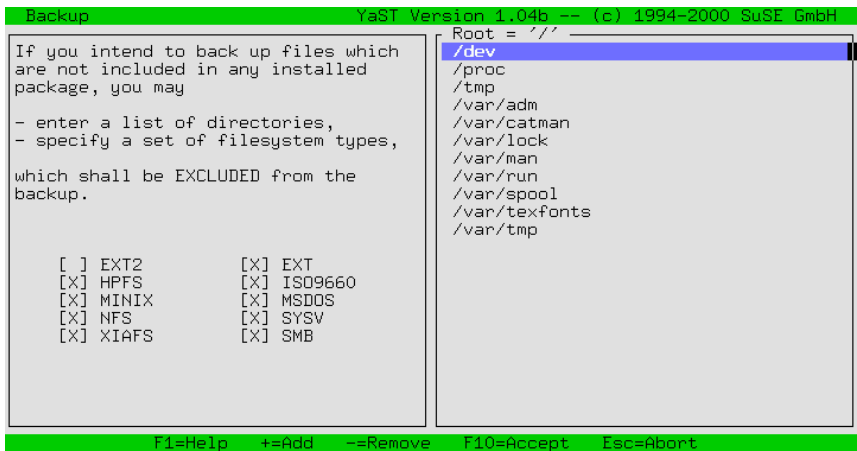 Backup YaST Version 1.04b -- (c) 1994-2000 SuSE GmbH
If you intend to back up files which
are not included in any installed
package, you may
- enter a list of directories,
- specify a set of filesystem types,
which shall be EXCLUDED from the
backup.
[ ] EXT2 [X] EXT
[X] HPFS [X] ISO9660
[X] MINIX [X] MSDOS
[X] NFS [X] SYSV
[X] XIAFS [X] SMB
Root = '//'
/dev
/proc
/tmp
/var/adm
/var/catman
/var/lock
/var/man
/var/run
/var/spool
/var/texfonts
/var/tmp
F1=Help +=Add -=Remove F10=Accept Esc=Abort